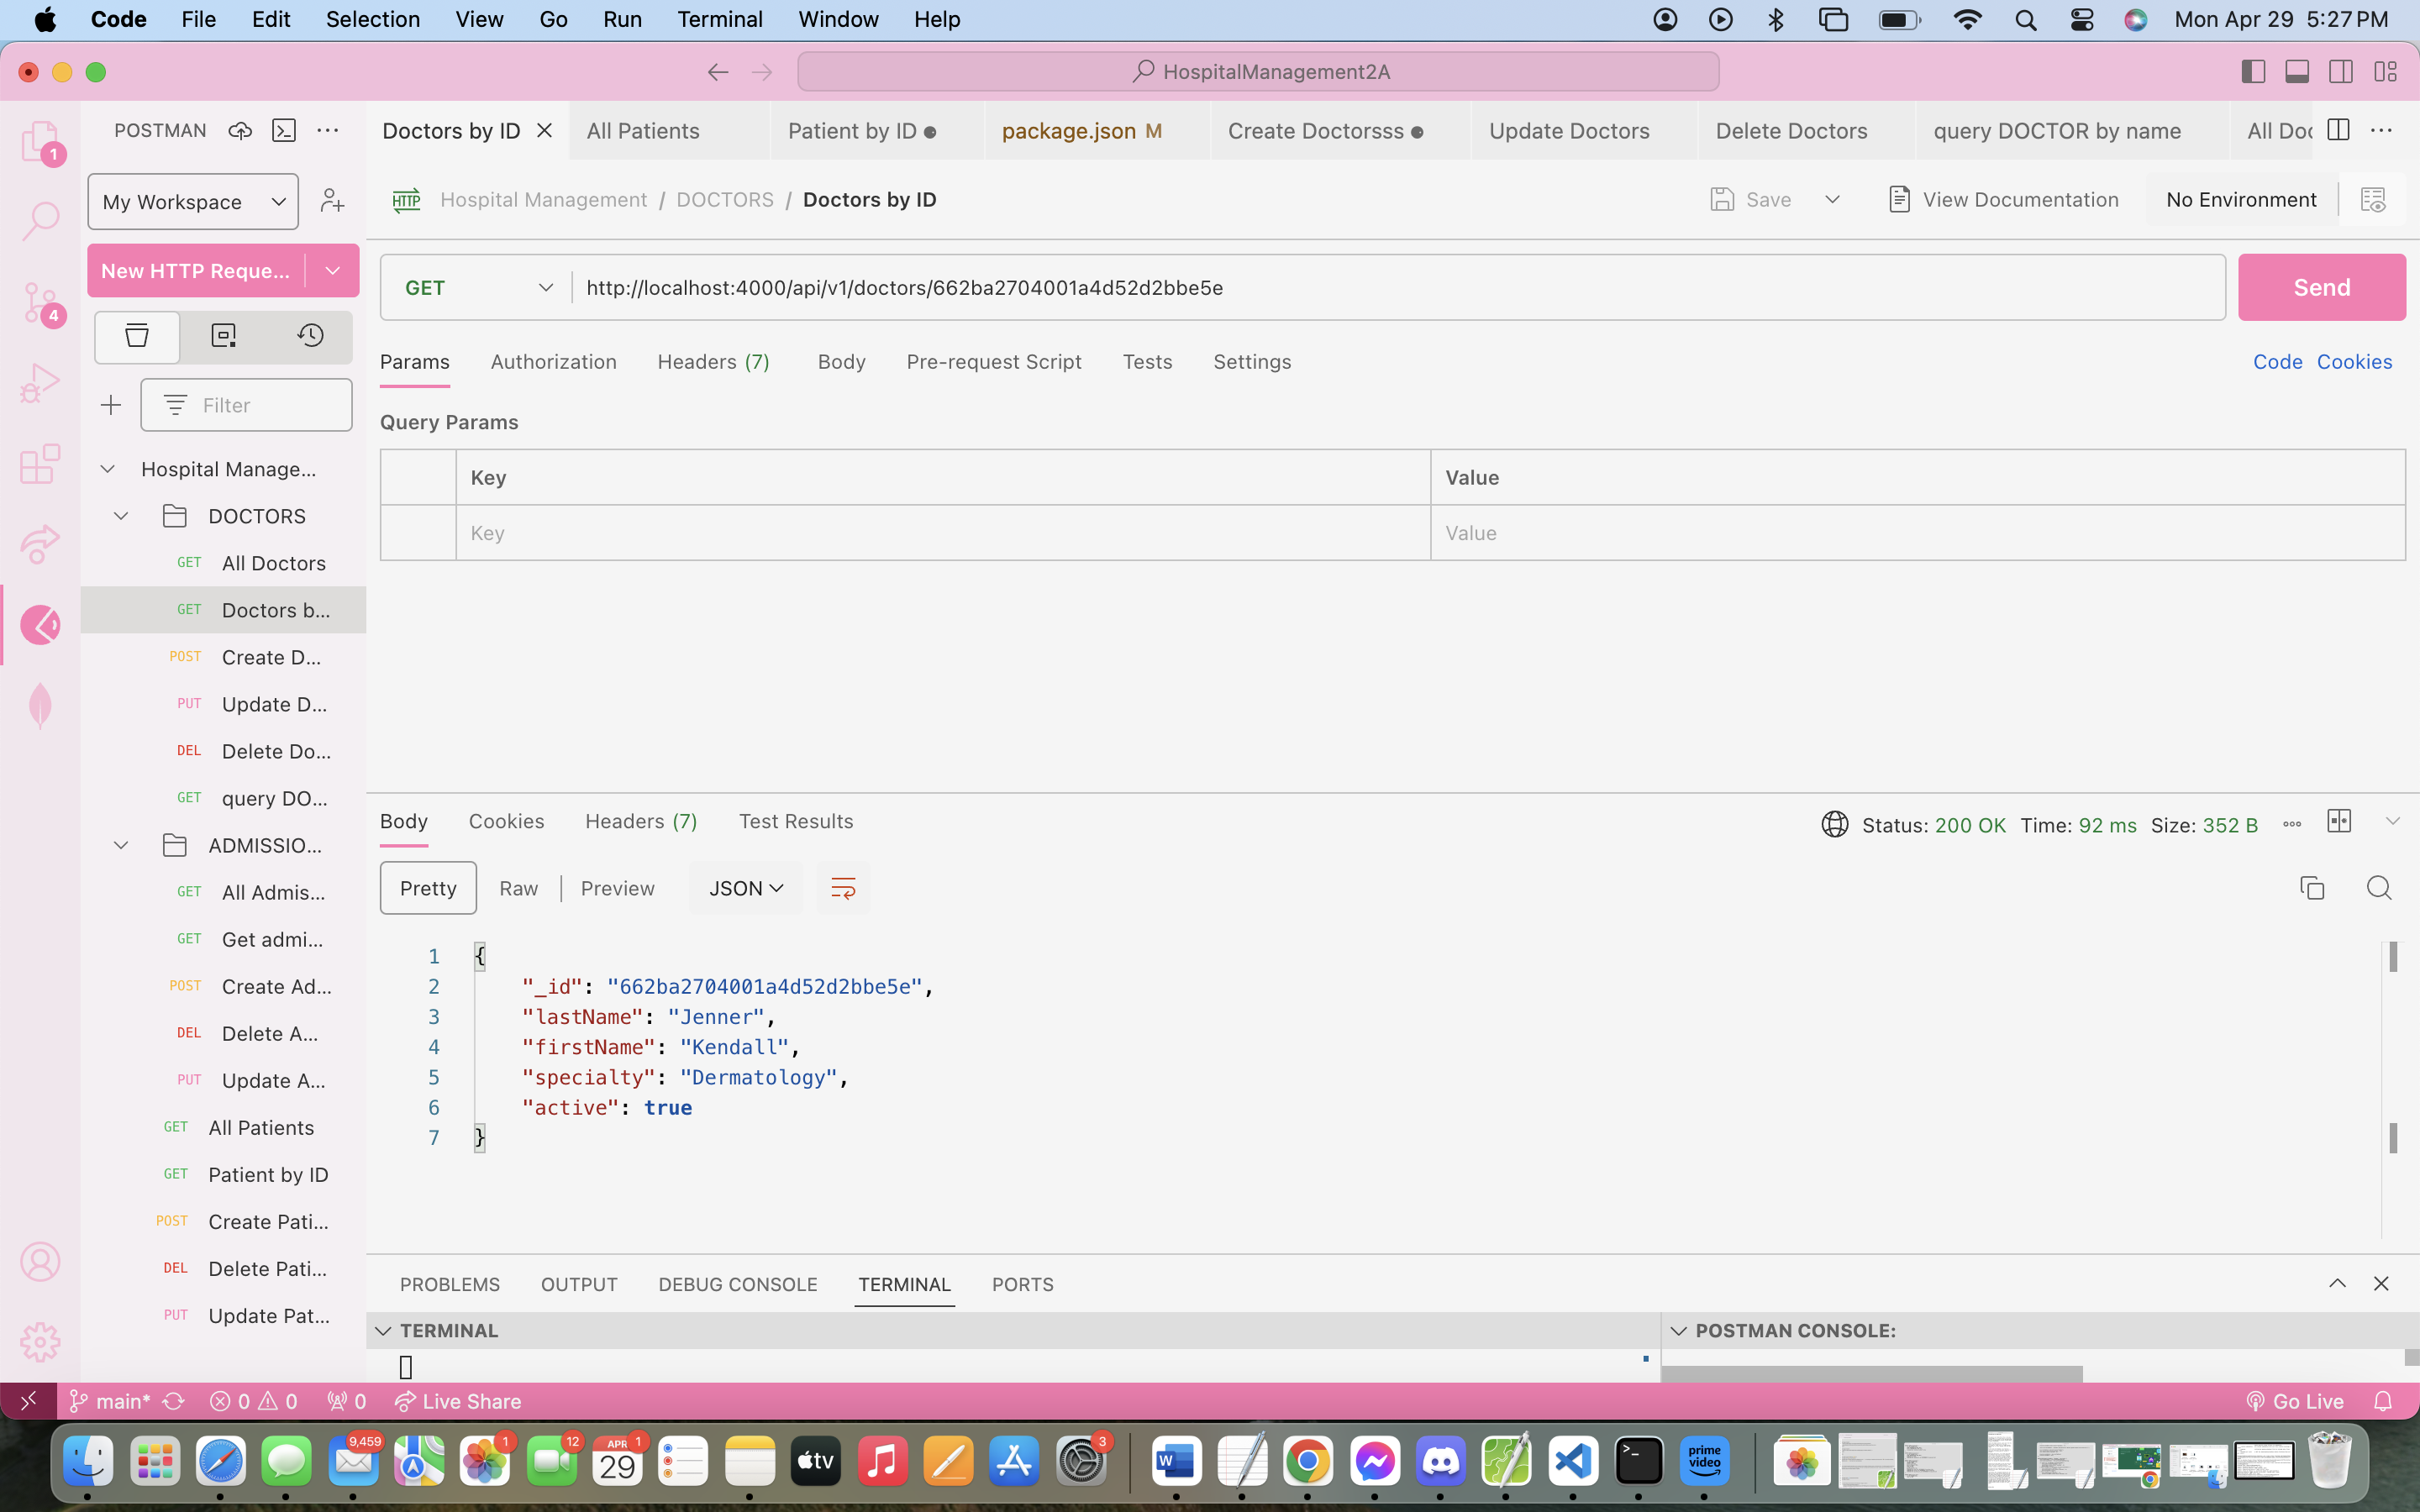 Code File Edit Selection View Go Run Terminal Window Help Mon Apr 29 5:27 PM
HospitalManagement2A
1
4
POSTMAN
My Workspace
New HTTP Reque...
Filter
Hospital Manage...
DOCTORS
GET All Doctors
GET Doctors b...
POST Create D...
PUT Update D...
DEL Delete Do...
GET query DO...
ADMISSIO...
GET All Admis...
GET Get admi...
POST Create Ad...
DEL Delete A...
PUT Update A...
GET All Patients
GET Patient by ID
POST Create Pati...
DEL Delete Pati...
PUT Update Pat...
Doctors by ID All Patients Patient by ID package.json M Create Doctorsss Update Doctors Delete Doctors query DOCTOR by name All Doc
HTTP Hospital Management / DOCTORS / Doctors by ID Save View Documentation No Environment
GET http://localhost:4000/api/v1/doctors/662ba2704001a4d52d2bbe5e Send
Params Authorization Headers (7) Body Pre-request Script Tests Settings Code Cookies
Query Params
Key Value
Key Value
Body Cookies Headers (7) Test Results Status: 200 OK Time: 92 ms Size: 352 B
Pretty Raw Preview JSON
1 {
2 "_id": "662ba2704001a4d52d2bbe5e",
3 "lastName": "Jenner",
4 "firstName": "Kendall",
5 "specialty": "Dermatology",
6 "active": true
7 }
PROBLEMS OUTPUT DEBUG CONSOLE TERMINAL PORTS
TERMINAL POSTMAN CONSOLE:
main* 0 0 0 Live Share Go Live
9,459 1 12 APR 29 1 tv 3 W >_ prime video